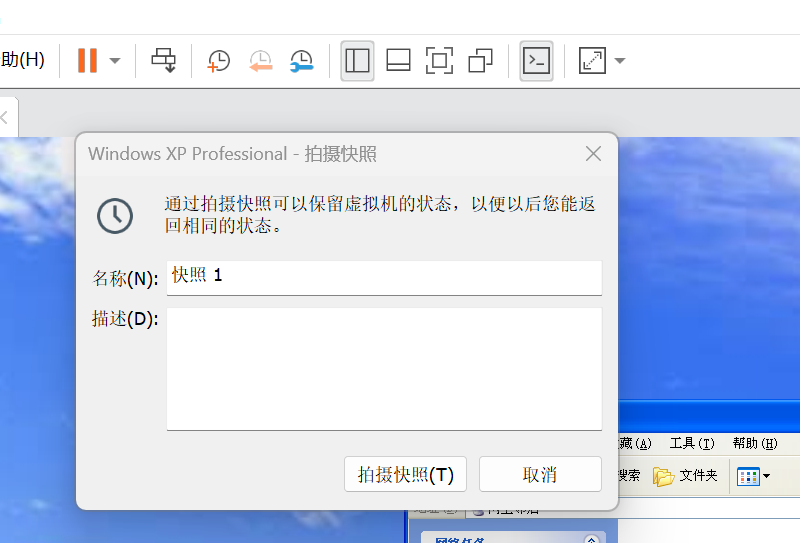 助(H)
Windows XP Professional - 拍摄快照
通过拍摄快照可以保留虚拟机的状态，以便以后您能返
回相同的状态。
名称(N): 快照 1
描述(D):
拍摄快照(T) 取消
藏(A) 工具(T) 帮助(H)
搜索 文件夹